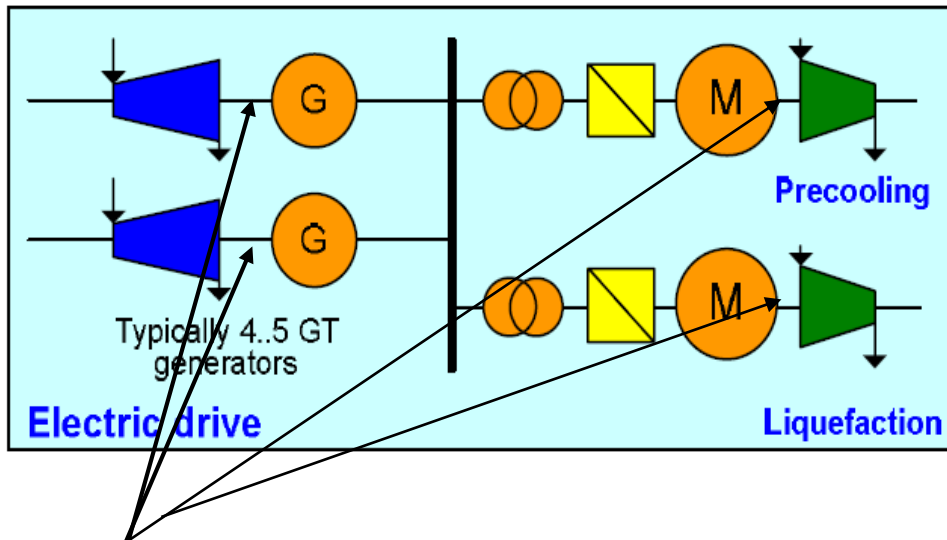 G
M
Precooling
G
M
Typically 4..5 GT
generators
Electric drive
Liquefaction